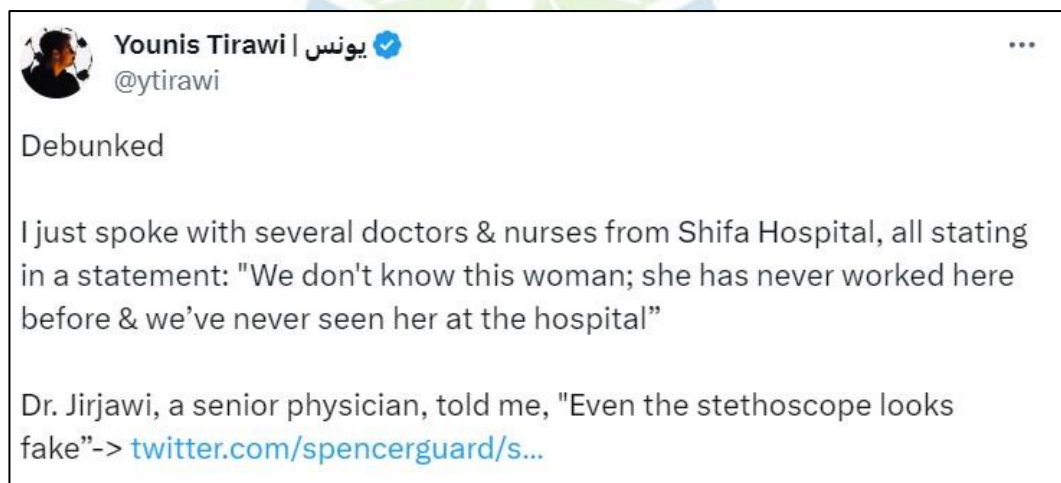 Younis Tirawi | يونس
@ytirawi
Debunked
I just spoke with several doctors & nurses from Shifa Hospital, all stating
in a statement: "We don't know this woman; she has never worked here
before & we’ve never seen her at the hospital”
Dr. Jirjawi, a senior physician, told me, "Even the stethoscope looks
fake”-> twitter.com/spencerguard/s...